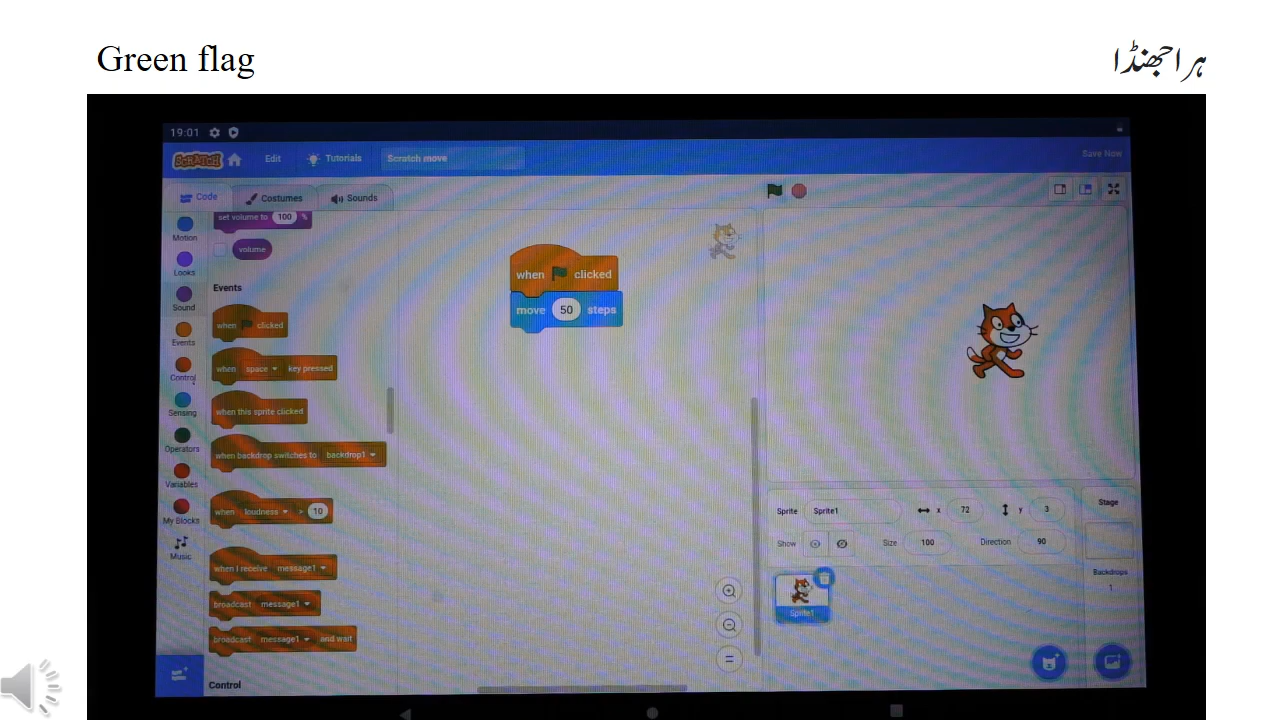 Green flag
ہرا جھنڈا
19:01
SCRATCH Edit Tutorials Scratch move Save Now
Code Costumes Sounds
Motion
Looks
Sound
Events
Control
Sensing
Operators
Variables
My Blocks
Music
set volume to 100 %
volume
Events
when clicked
when space key pressed
when this sprite clicked
when backdrop switches to backdrop1
when loudness > 10
when I receive message1
broadcast message1
broadcast message1 and wait
Control
when clicked
move 50 steps
Sprite Sprite1 x 72 y 3
Show Size 100 Direction 90
Sprite1
Stage
Backdrops
1